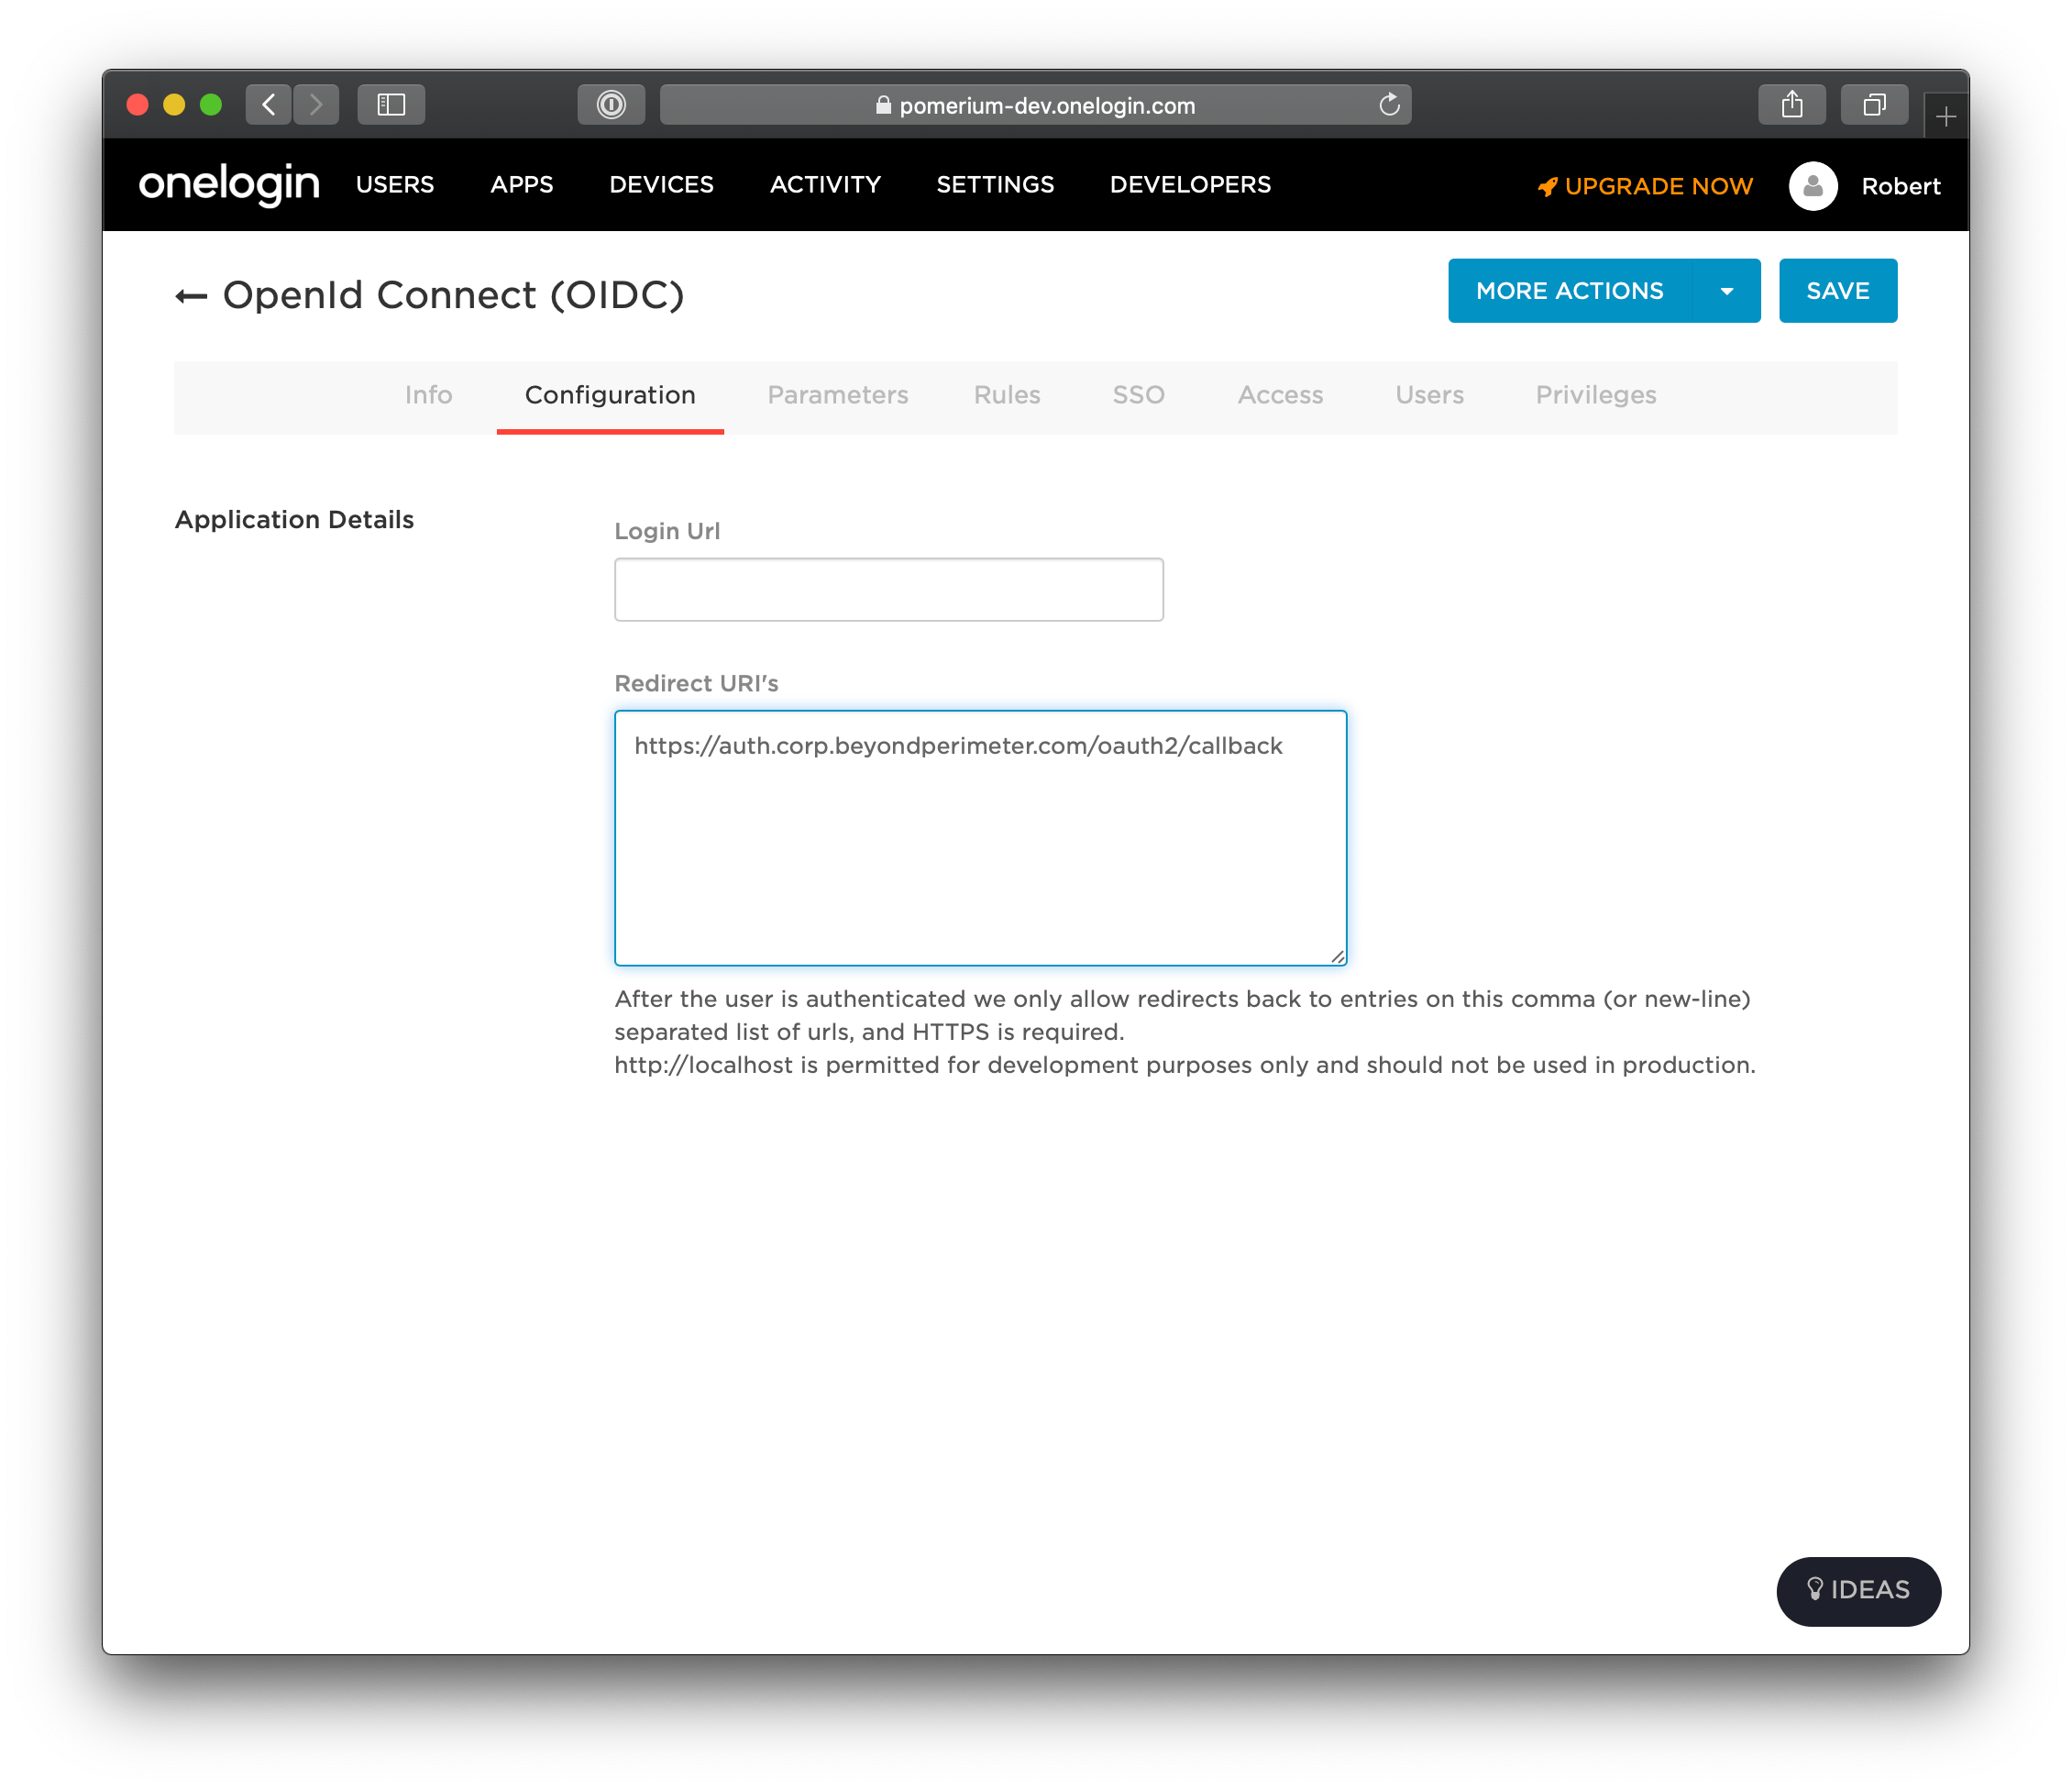 pomerium-dev.onelogin.com
onelogin USERS APPS DEVICES ACTIVITY SETTINGS DEVELOPERS UPGRADE NOW Robert
OpenId Connect (OIDC) MORE ACTIONS SAVE
Info Configuration Parameters Rules SSO Access Users Privileges
Application Details
Login Url
Redirect URI's
https://auth.corp.beyondperimeter.com/oauth2/callback
After the user is authenticated we only allow redirects back to entries on this comma (or new-line)
separated list of urls, and HTTPS is required.
http://localhost is permitted for development purposes only and should not be used in production.
IDEAS